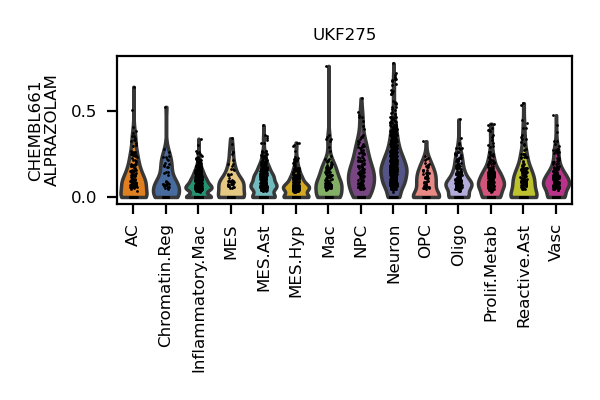 UKF275
CHEMBL661
ALPRAZOLAM
0.5
0.0
AC
Chromatin.Reg
Inflammatory.Mac
MES
MES.Ast
MES.Hyp
Mac
NPC
Neuron
OPC
Oligo
Prolif.Metab
Reactive.Ast
Vasc